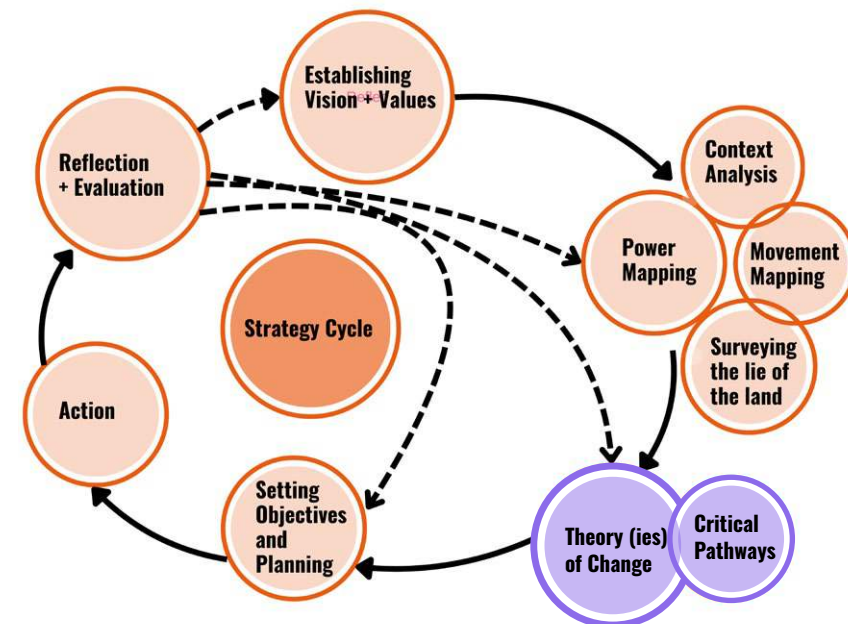 Establishing
Vision + Values
Reflection
+ Evaluation
Context
Analysis
Power
Mapping
Movement
Mapping
Strategy Cycle
Surveying
the lie of
the land
Action
Setting
Objectives
and
Planning
Theory (ies)
of Change
Critical
Pathways